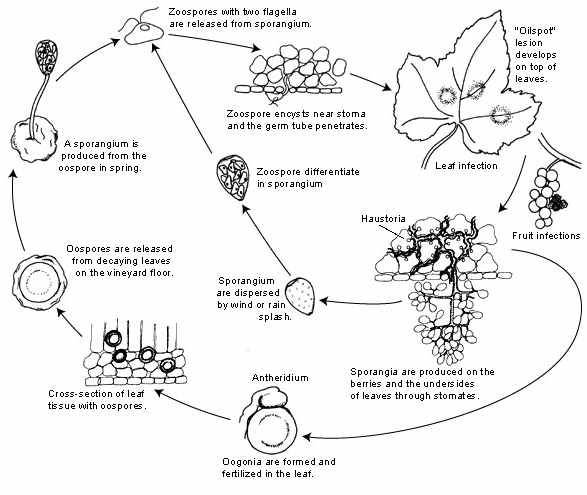 Zoospores with two flagella
are released from sporangium.
"Oilspot"
lesion
develops
on top of
leaves.
Zoospore encysts near stoma
and the germ tube penetrates.
A sporangium is
produced from the
oospore in spring.
Zoospore differentiate
in sporangium
Leaf infection
Haustoria
Fruit infections
Oospores are released
from decaying leaves
on the vineyard floor.
Sporangium
are dispersed
by wind or rain
splash.
Sporangia are produced on the
berries and the undersides
of leaves through stomates.
Antheridium
Cross-section of leaf
tissue with oospores.
Oogonia are formed and
fertilized in the leaf.